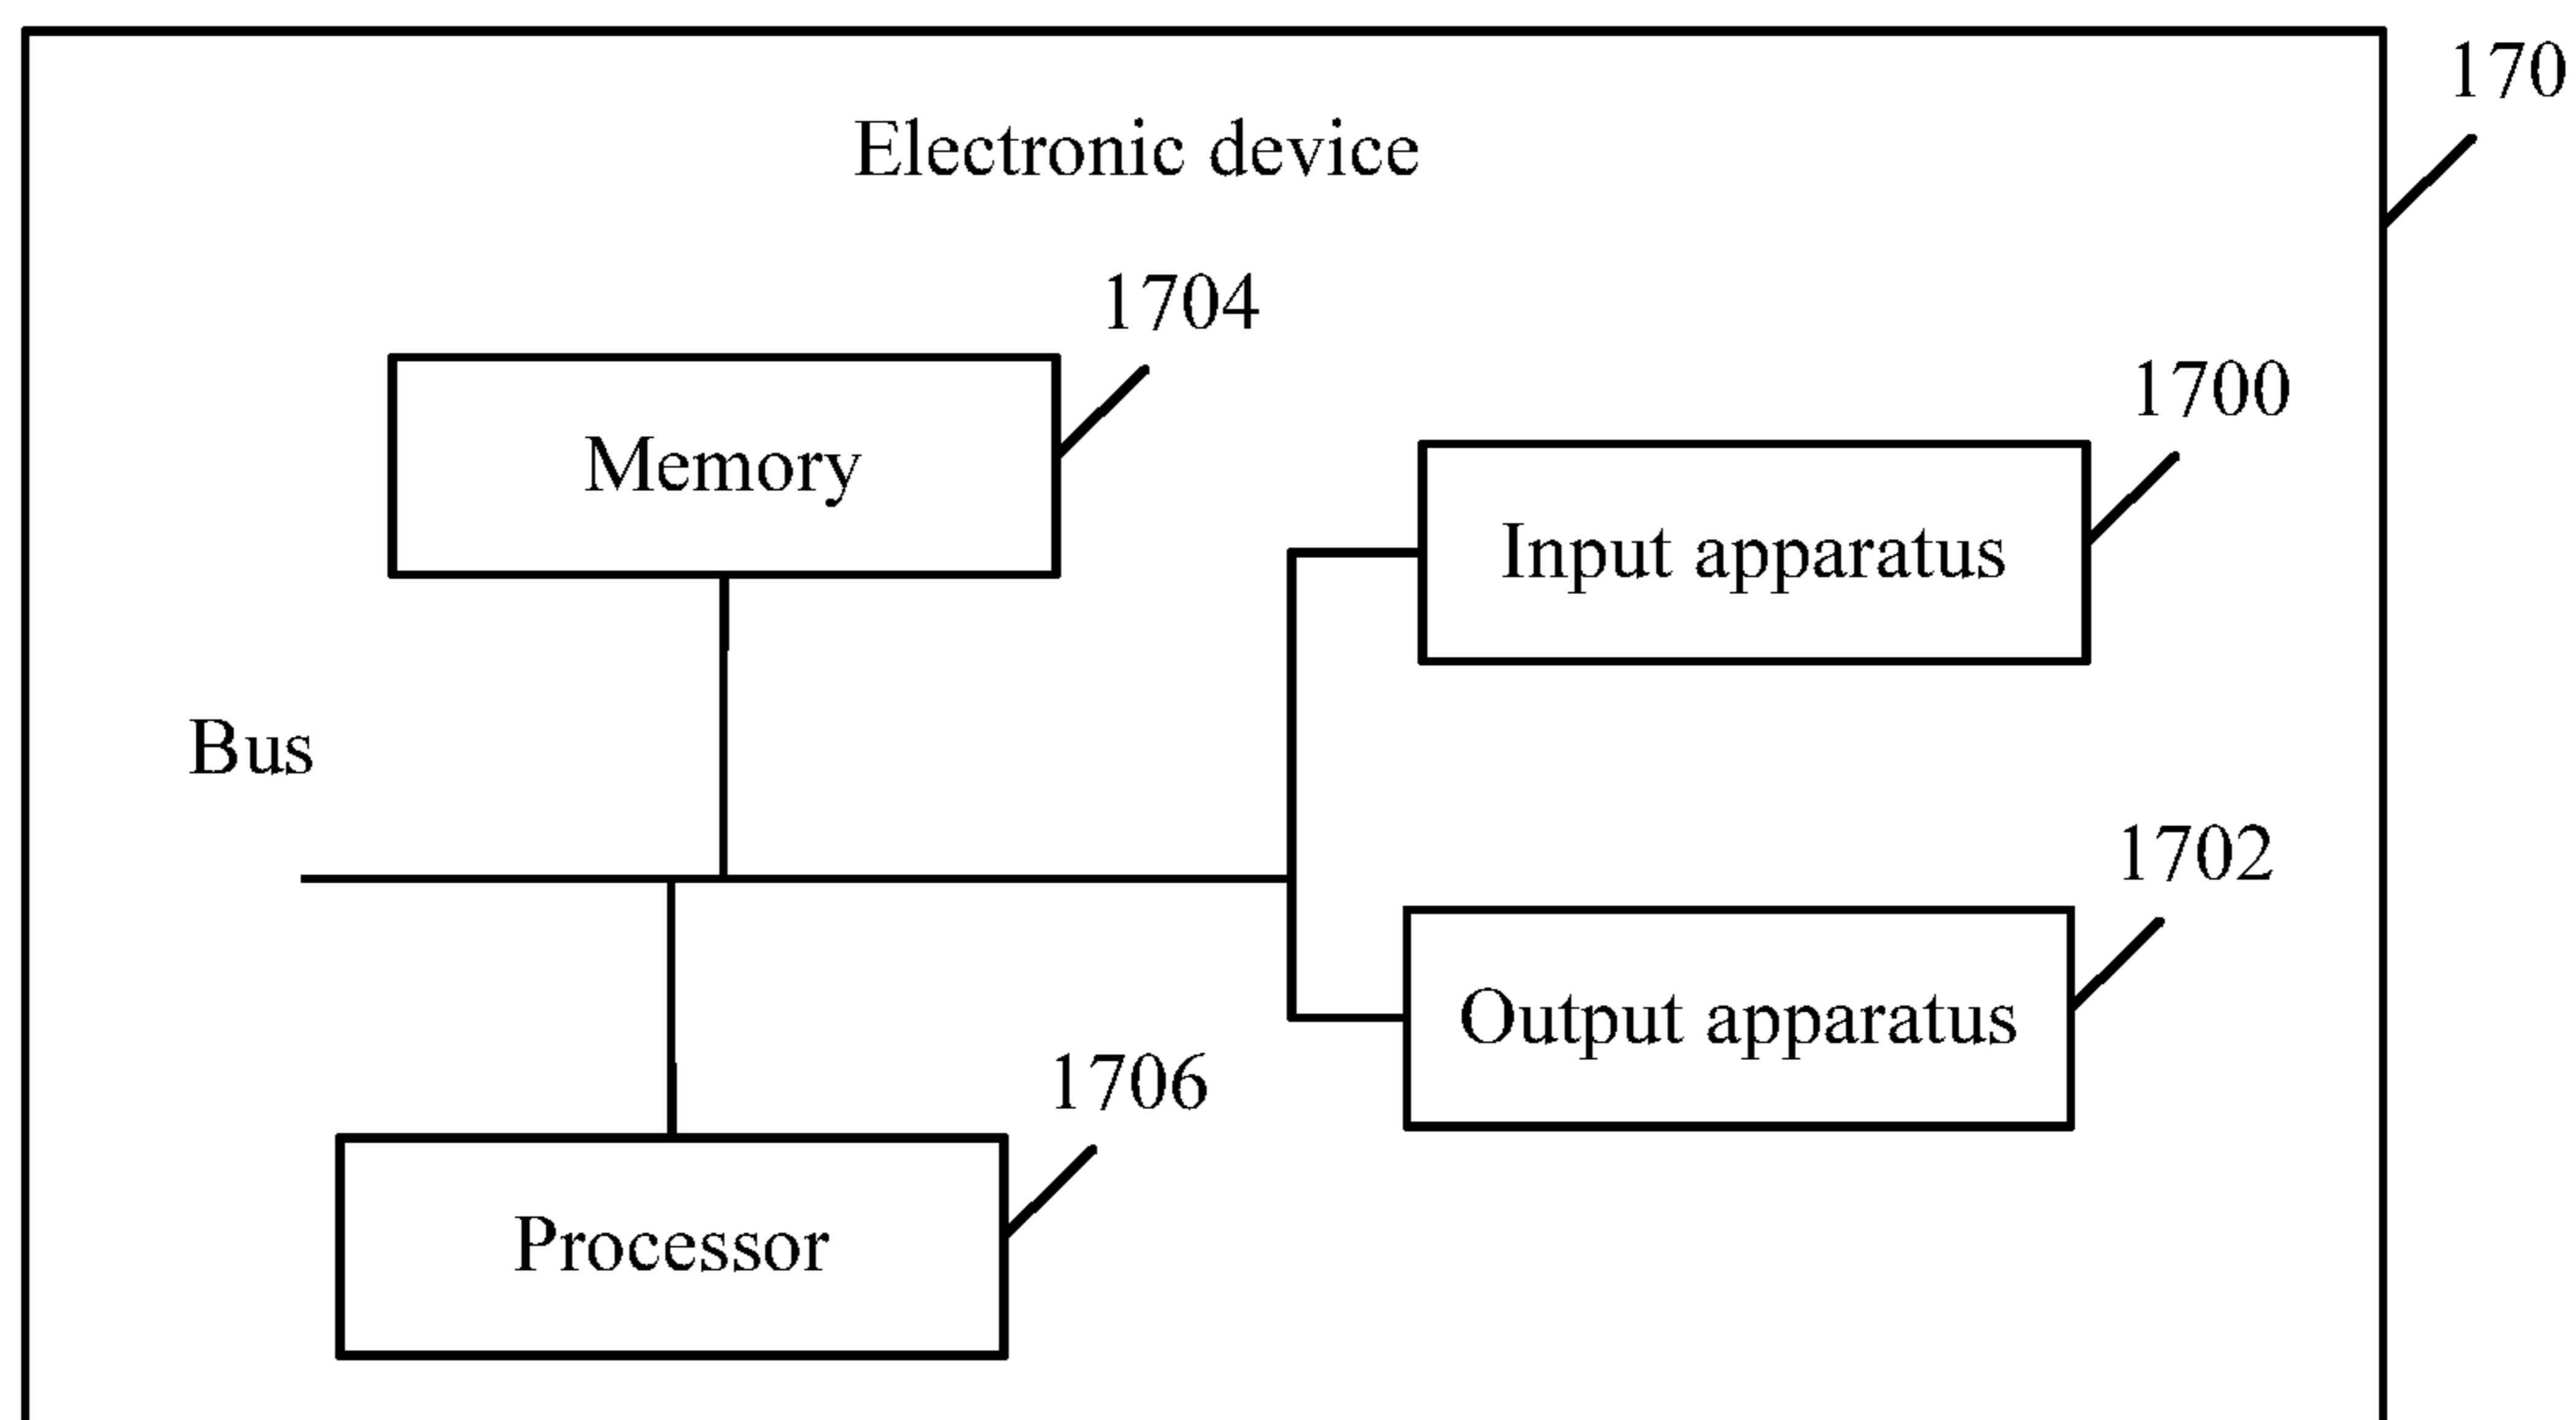 170
Electronic device
1704
Memory
1700
Input apparatus
Bus
1702
Output apparatus
1706
Processor